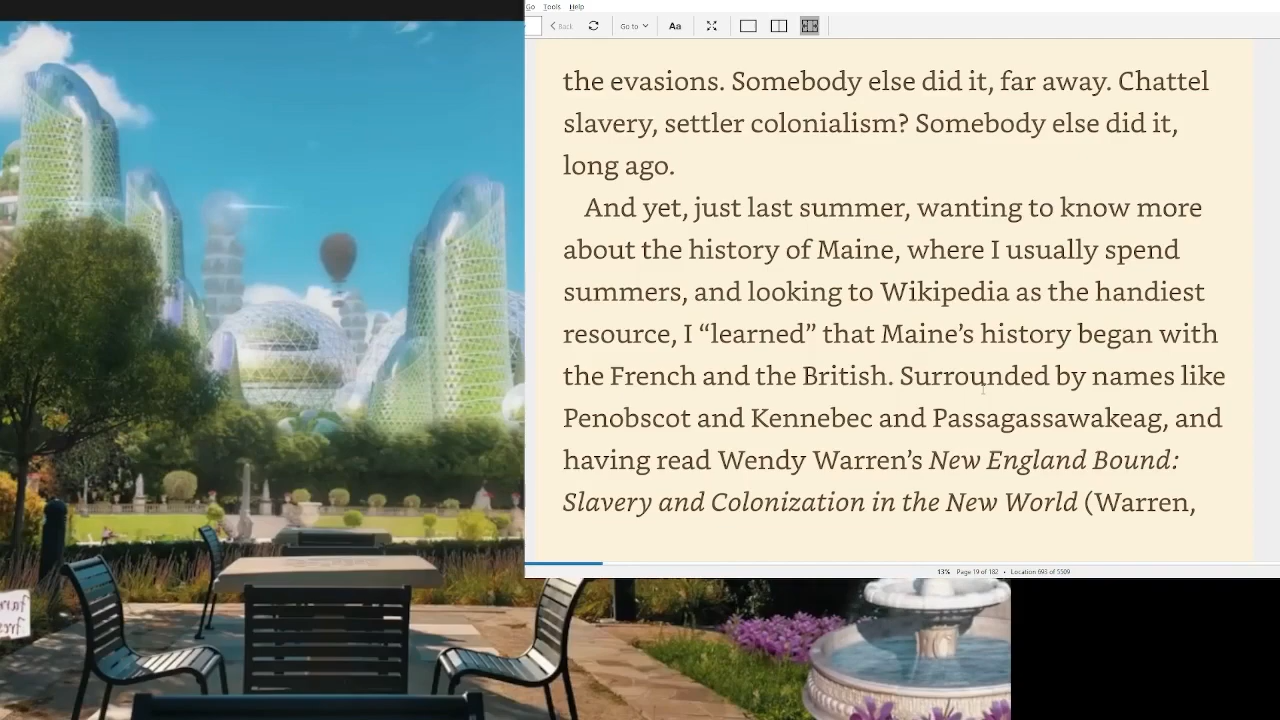 Go Tools Help
Back Go to Aa
the evasions. Somebody else did it, far away. Chattel
slavery, settler colonialism? Somebody else did it,
long ago.
And yet, just last summer, wanting to know more
about the history of Maine, where I usually spend
summers, and looking to Wikipedia as the handiest
resource, I “learned” that Maine’s history began with
the French and the British. Surrounded by names like
Penobscot and Kennebec and Passagassawakeag, and
having read Wendy Warren’s New England Bound:
Slavery and Colonization in the New World (Warren,
13% Page 19 of 182 • Location 693 of 5509